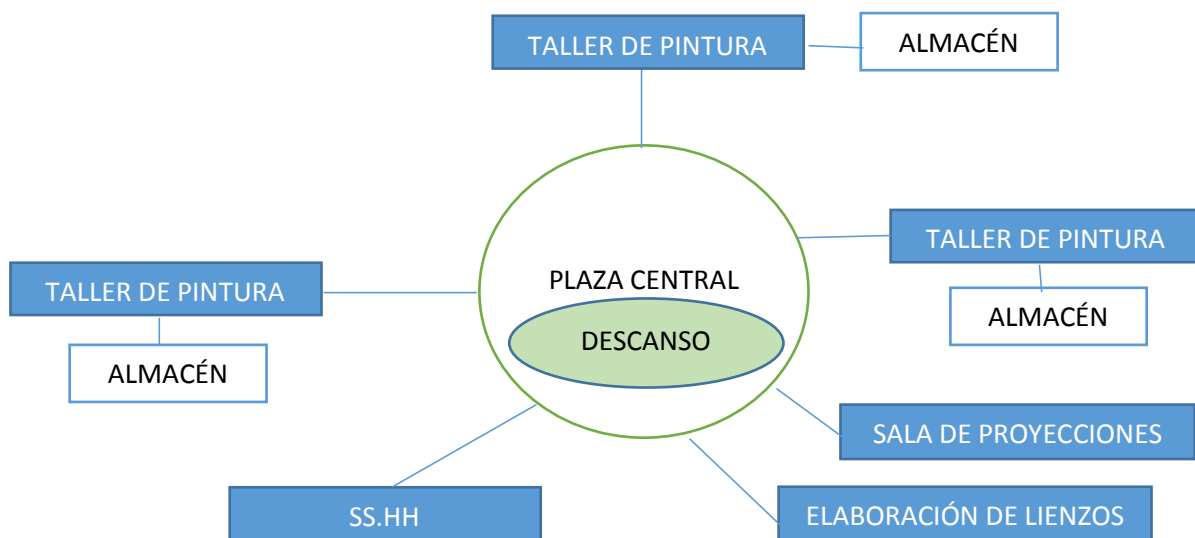 TALLER DE PINTURA
ALMACÉN
TALLER DE PINTURA
ALMACÉN
PLAZA CENTRAL
DESCANSO
TALLER DE PINTURA
ALMACÉN
SALA DE PROYECCIONES
SS.HH
ELABORACIÓN DE LIENZOS